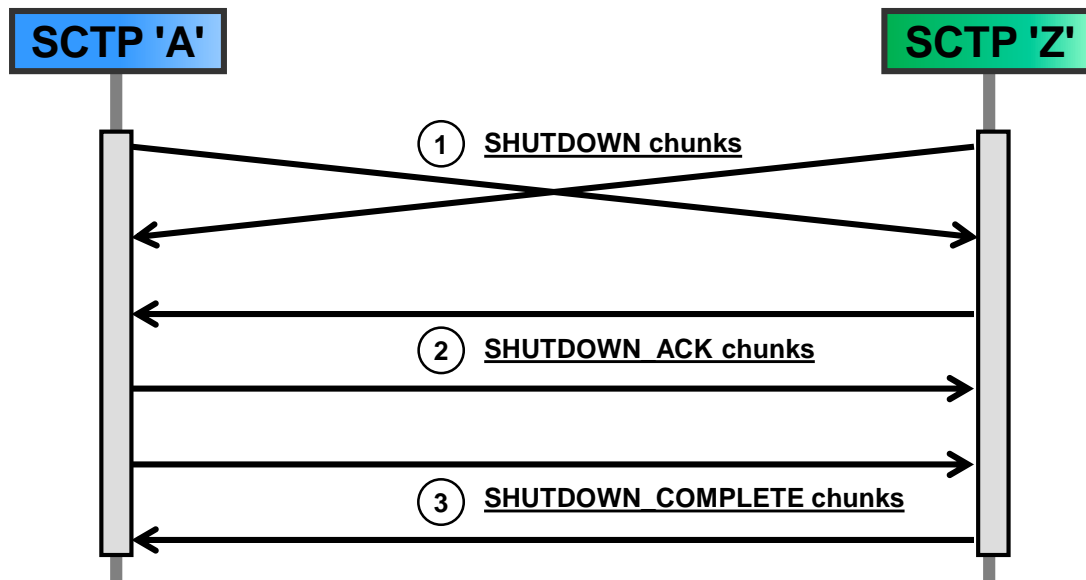 SCTP 'A'
SCTP 'Z'
1 SHUTDOWN chunks
2 SHUTDOWN_ACK chunks
3 SHUTDOWN_COMPLETE chunks